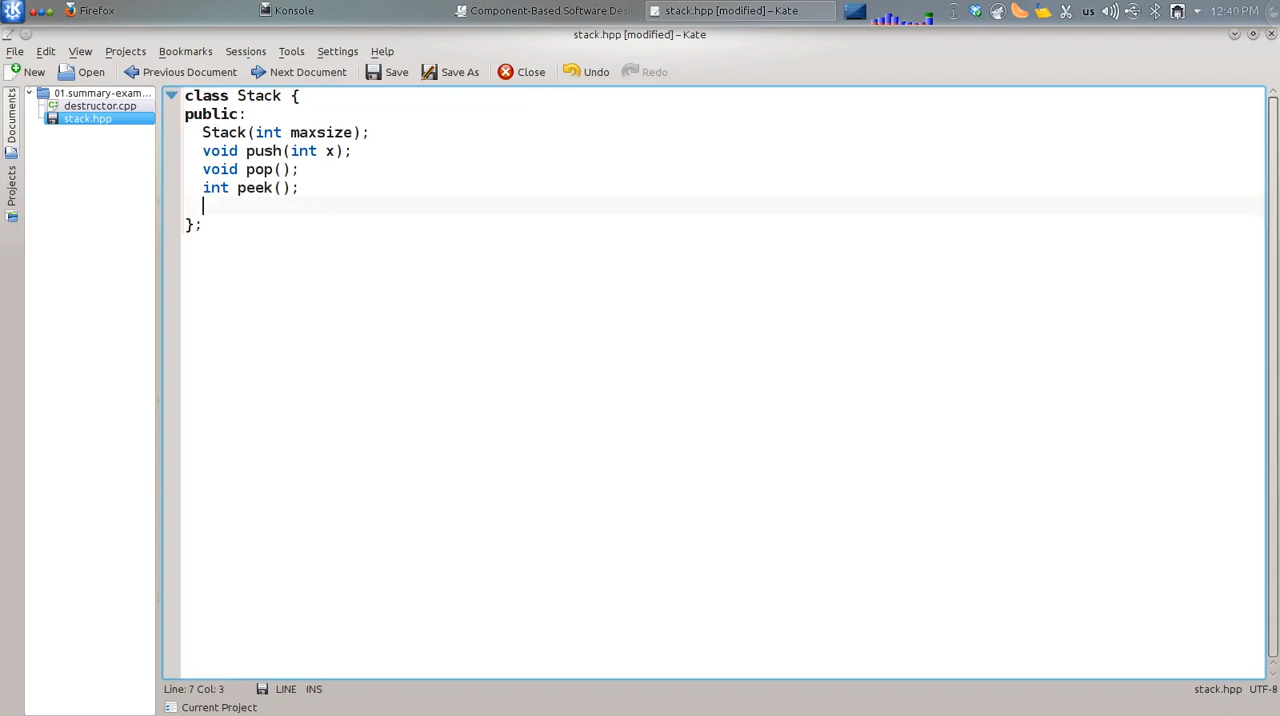 Firefox
Konsole
Component-Based Software Des
stack.hpp [modified] – Kate
us
12:40 PM
stack.hpp [modified] – Kate
File Edit View Projects Bookmarks Sessions Tools Settings Help
New Open Previous Document Next Document Save Save As Close Undo Redo
Documents
Projects
01.summary-exam...
destructor.cpp
stack.hpp
class Stack {
public:
Stack(int maxsize);
void push(int x);
void pop();
int peek();
};
Line: 7 Col: 3 LINE INS stack.hpp UTF-8
Current Project